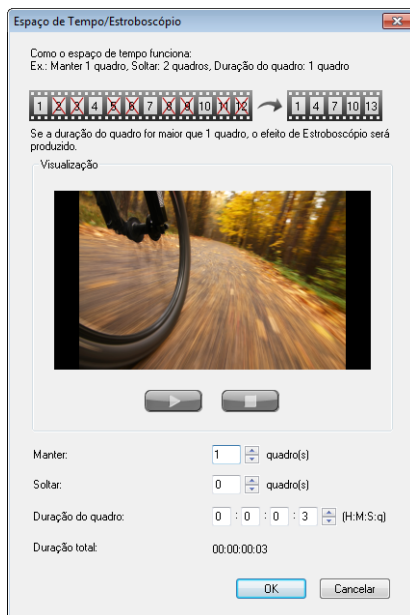 Espaço de Tempo/Estroboscópio
Como o espaço de tempo funciona:
Ex.: Manter 1 quadro, Soltar: 2 quadros, Duração do quadro: 1 quadro
1 2 3 4 5 6 7 8 9 10 11 12 1 4 7 10 13
Se a duração do quadro for maior que 1 quadro, o efeito de Estroboscópio será
produzido.
Visualização
Manter: 1 quadro(s)
Soltar: 0 quadro(s)
Duração do quadro: 0 : 0 : 0 : 3 (H:M:S:q)
Duração total: 00:00:00:03
OK Cancelar